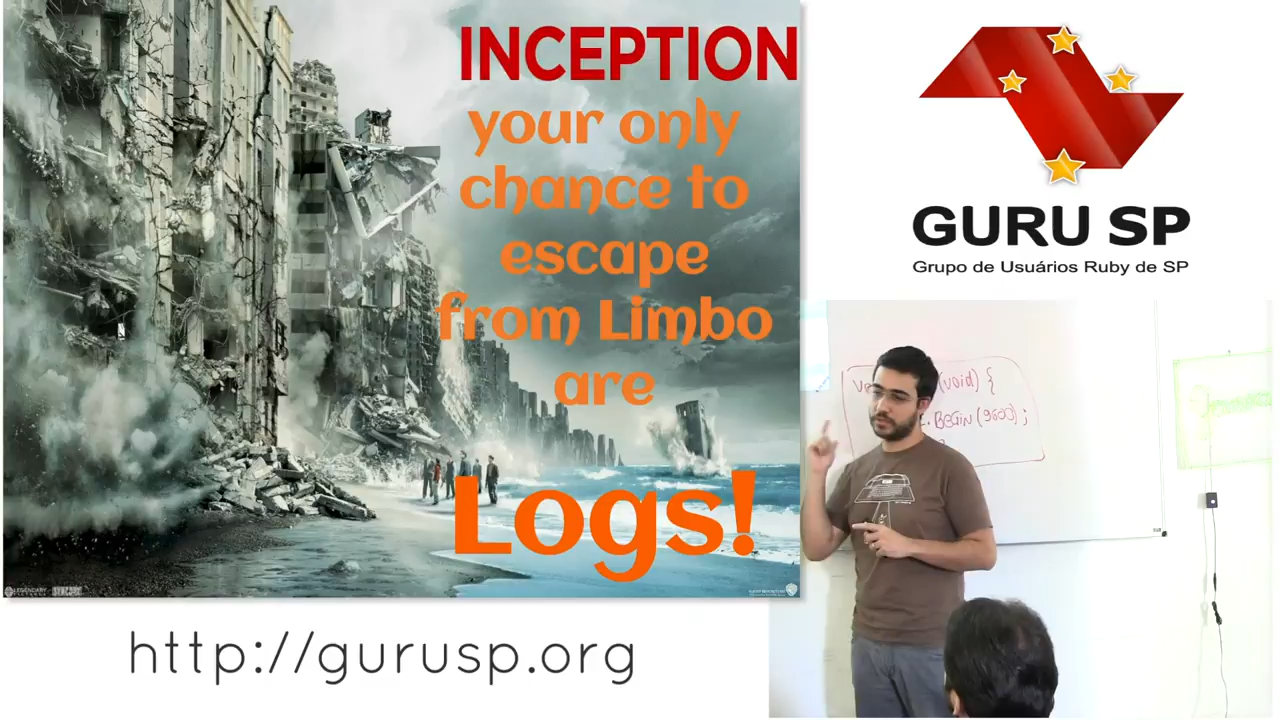 INCEPTION
your only
chance to
escape
from Limbo
are
Logs!
GURU SP
Grupo de Usuários Ruby de SP
(void) {
. BEGIN (9600) ;
http://gurusp.org